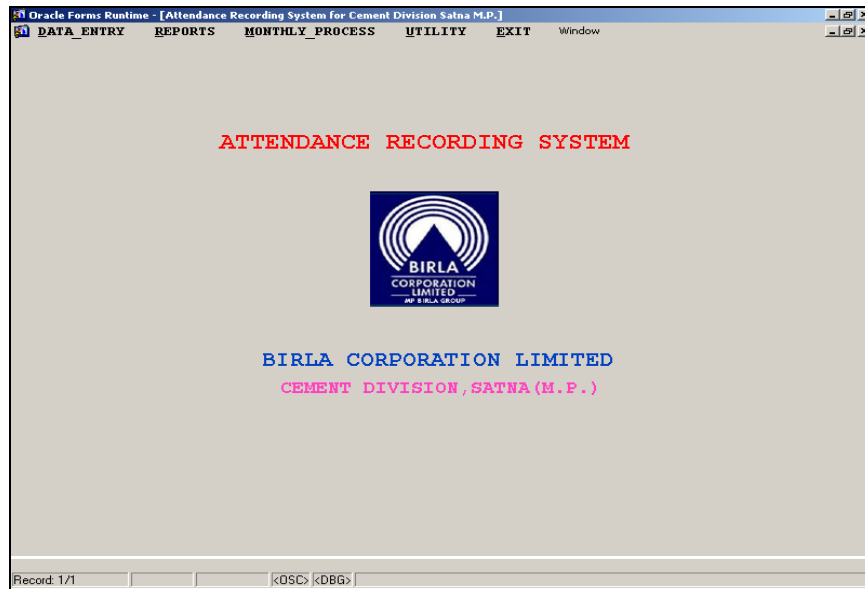 Oracle Forms Runtime - [Attendance Recording System for Cement Division Satna M.P.]
DATA_ENTRY REPORTS MONTHLY_PROCESS UTILITY EXIT Window
ATTENDANCE RECORDING SYSTEM
BIRLA
CORPORATION
LIMITED
MP BIRLA GROUP
BIRLA CORPORATION LIMITED
CEMENT DIVISION,SATNA(M.P.)
Record: 1/1 <OSC> <DBG>